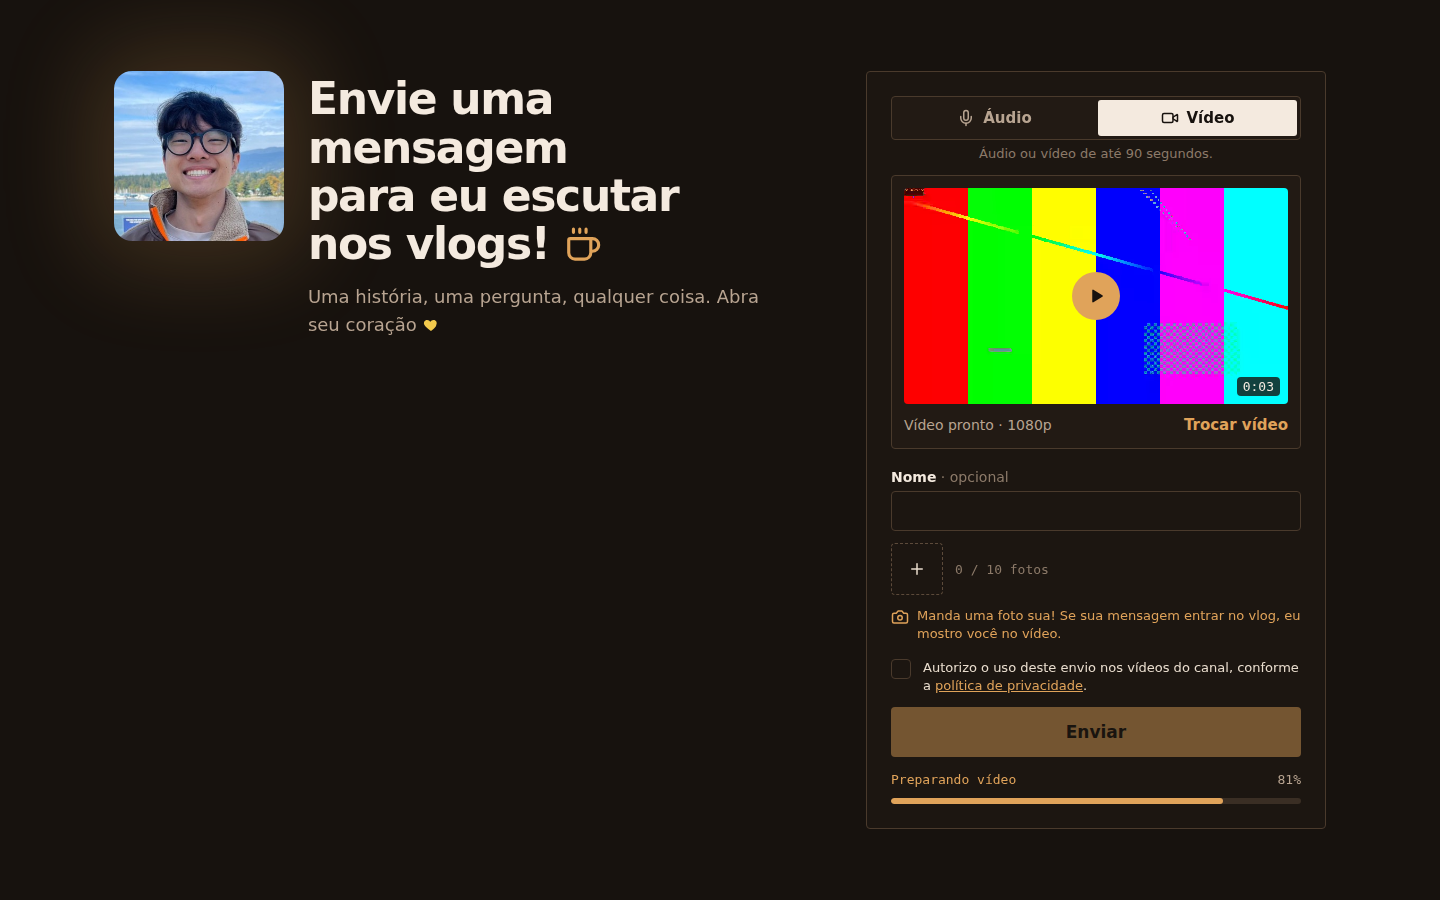 Envie uma
mensagem
para eu escutar
nos vlogs!
Uma história, uma pergunta, qualquer coisa. Abra
seu coração
Áudio
Vídeo
Áudio ou vídeo de até 90 segundos.
0:03
Vídeo pronto · 1080p
Trocar vídeo
Nome · opcional
0 / 10 fotos
Manda uma foto sua! Se sua mensagem entrar no vlog, eu
mostro você no vídeo.
Autorizo o uso deste envio nos vídeos do canal, conforme
a política de privacidade.
Enviar
Preparando vídeo
81%